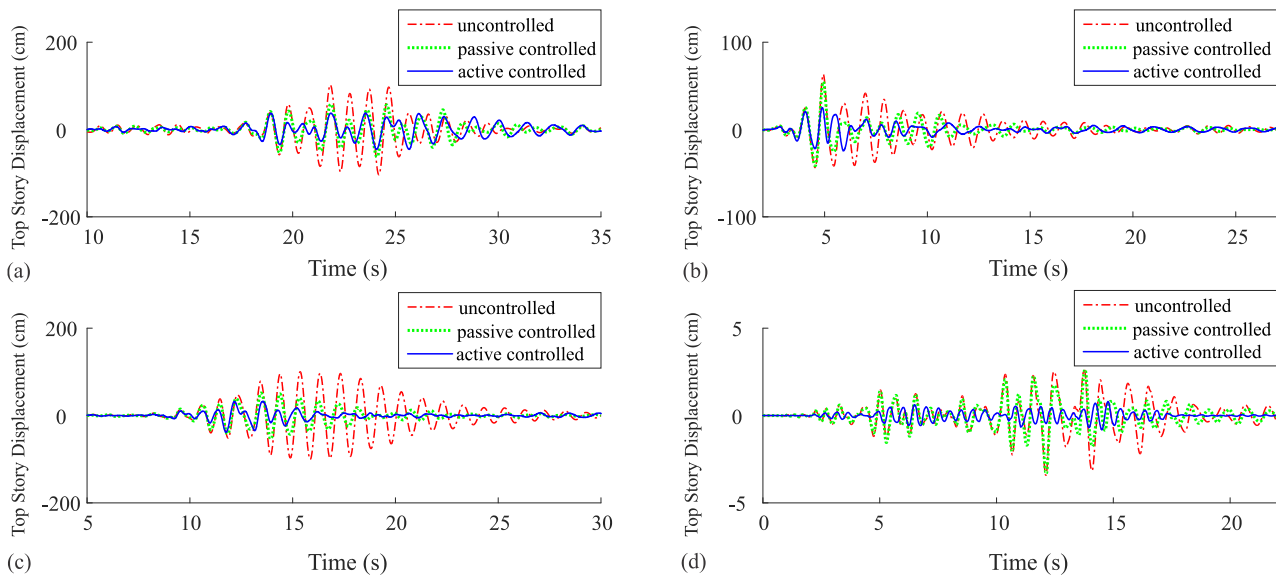 uncontrolled
passive controlled
active controlled
200
0
-200
Top Story Displacement (cm)
10 15 20 25 30 35
Time (s)
(a)
uncontrolled
passive controlled
active controlled
100
0
-100
Top Story Displacement (cm)
5 10 15 20 25
Time (s)
(b)
uncontrolled
passive controlled
active controlled
200
0
-200
Top Story Displacement (cm)
5 10 15 20 25 30
Time (s)
(c)
uncontrolled
passive controlled
active controlled
5
0
-5
Top Story Displacement (cm)
0 5 10 15 20
Time (s)
(d)